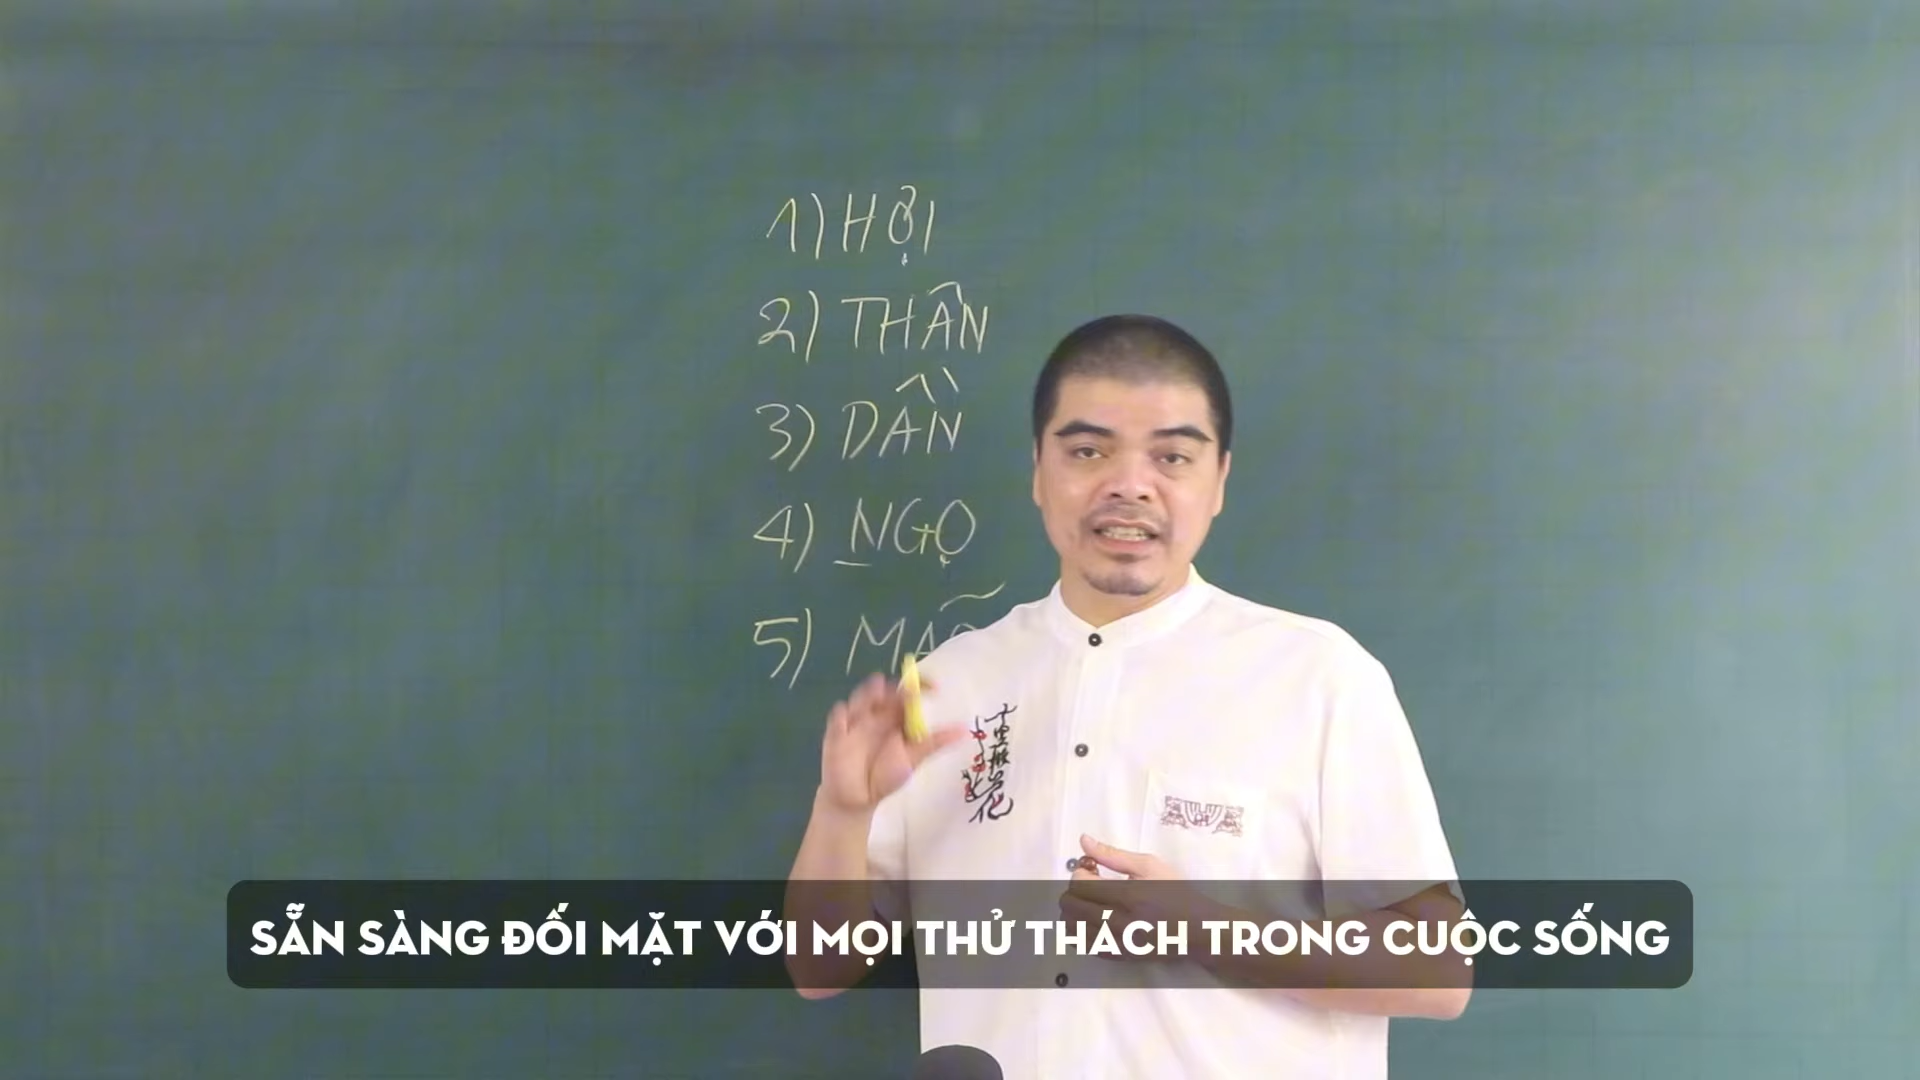 1) HỢI
2) THÂN
3) DẦN
4) NGỌ
5) MÃO
SẴN SÀNG ĐỐI MẶT VỚI MỌI THỬ THÁCH TRONG CUỘC SỐNG